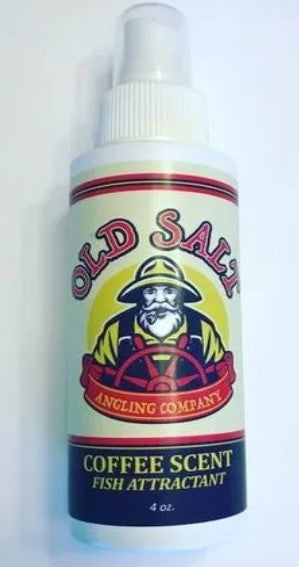 OLD SALT
ANGLING COMPANY
COFFEE SCENT
FISH ATTRACTANT
4 oz.